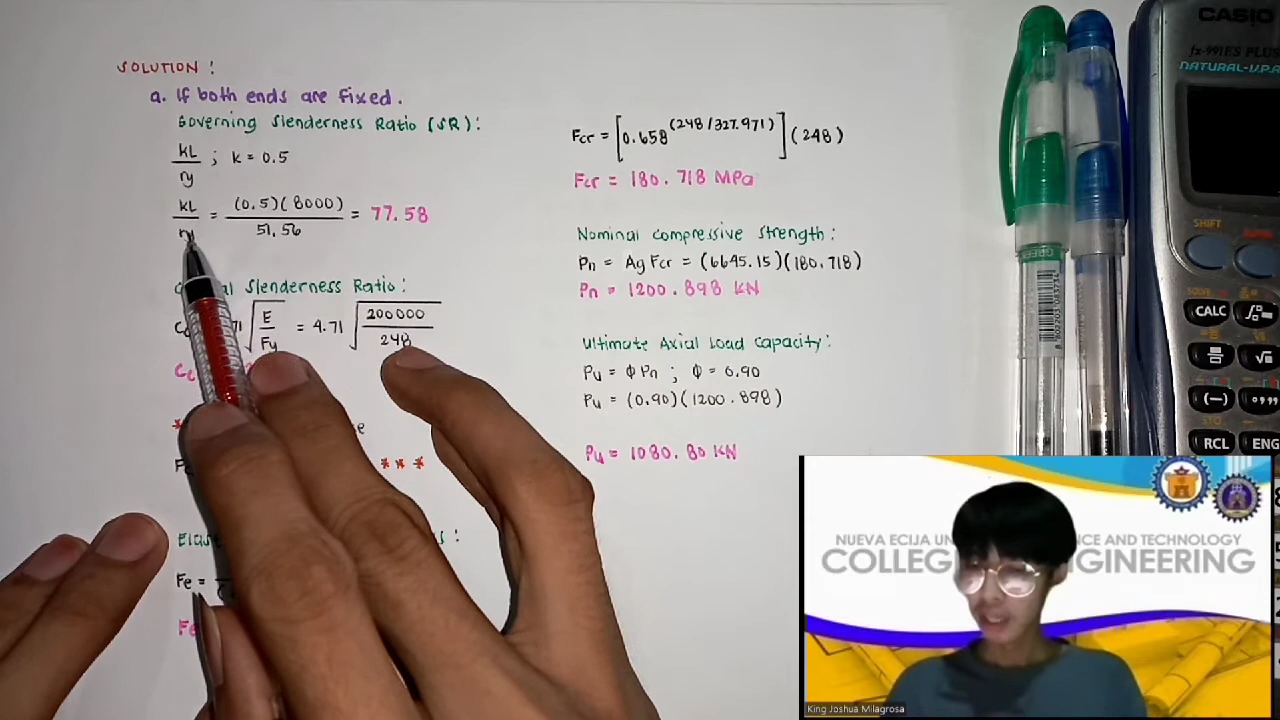 SOLUTION :
a. If both ends are fixed.
Governing Slenderness Ratio (SR):
kL/ry ; k = 0.5
kL/ry = (0.5)(8000)/51.56 = 77.58
Slenderness Ratio:
√E/Fy = 4.71 √200000/248
* * *
Fe =
Fcr = [0.658^(248/327.971)](248)
Fcr = 180.718 MPa
Nominal compressive strength:
Pn = Ag Fcr = (6645.15)(180.718)
Pn = 1200.898 KN
Ultimate Axial Load Capacity:
Pu = ϕ Pn ; ϕ = 0.90
Pu = (0.90)(1200.898)
Pu = 1080.80 KN
CASIO
fx-991ES PLUS
NATURAL-V.P.A
SHIFT
CALC
RCL
ENG
NUEVA ECIJA UN CE AND TECHNOLOGY
COLLEG NGINEERING
King Joshua Milagrosa